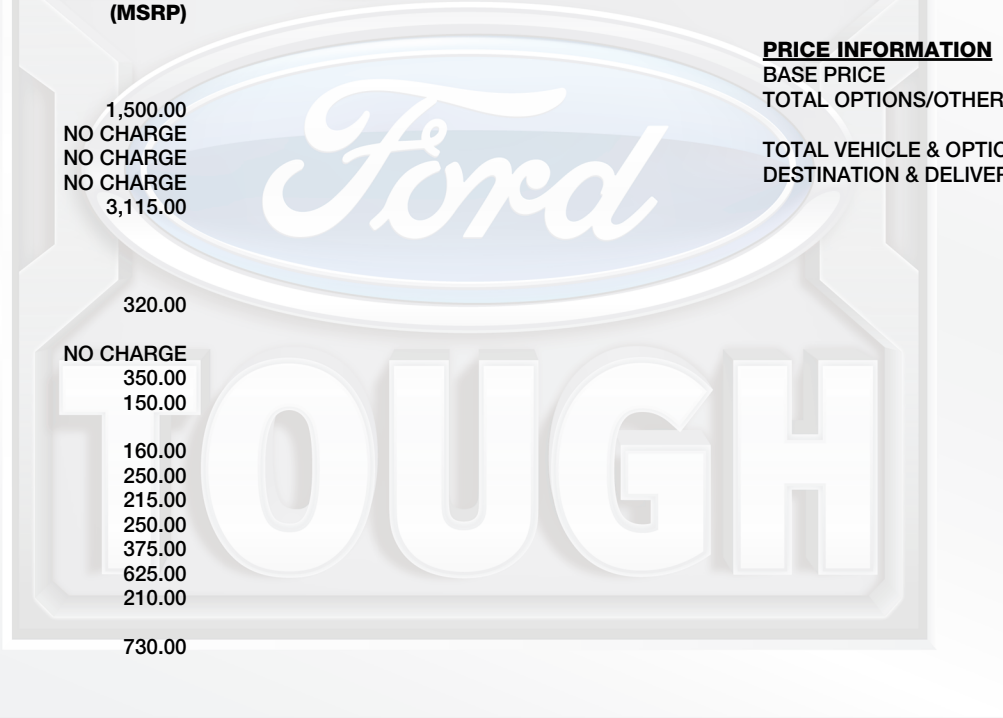 (MSRP)
1,500.00
NO CHARGE
NO CHARGE
NO CHARGE
3,115.00
320.00
NO CHARGE
350.00
150.00
160.00
250.00
215.00
250.00
375.00
625.00
210.00
730.00
PRICE INFORMATION
BASE PRICE
TOTAL OPTIONS/OTHER
TOTAL VEHICLE & OPTIO
DESTINATION & DELIVER
Ford
TOUGH